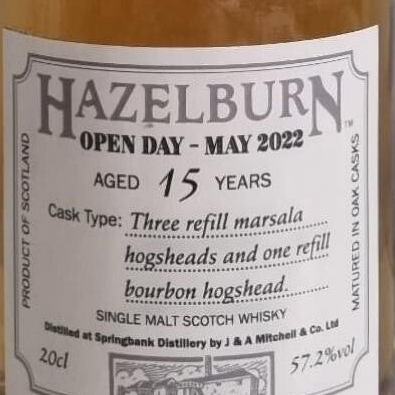 HAZELBURN™
OPEN DAY - MAY 2022
AGED 15 YEARS
Cask Type: Three refill marsala
hogsheads and one refill
bourbon hogshead.
SINGLE MALT SCOTCH WHISKY
Distilled at Springbank Distillery by J & A Mitchell & Co. Ltd
20cl
57.2%vol
PRODUCT OF SCOTLAND
MATURED IN OAK CASKS